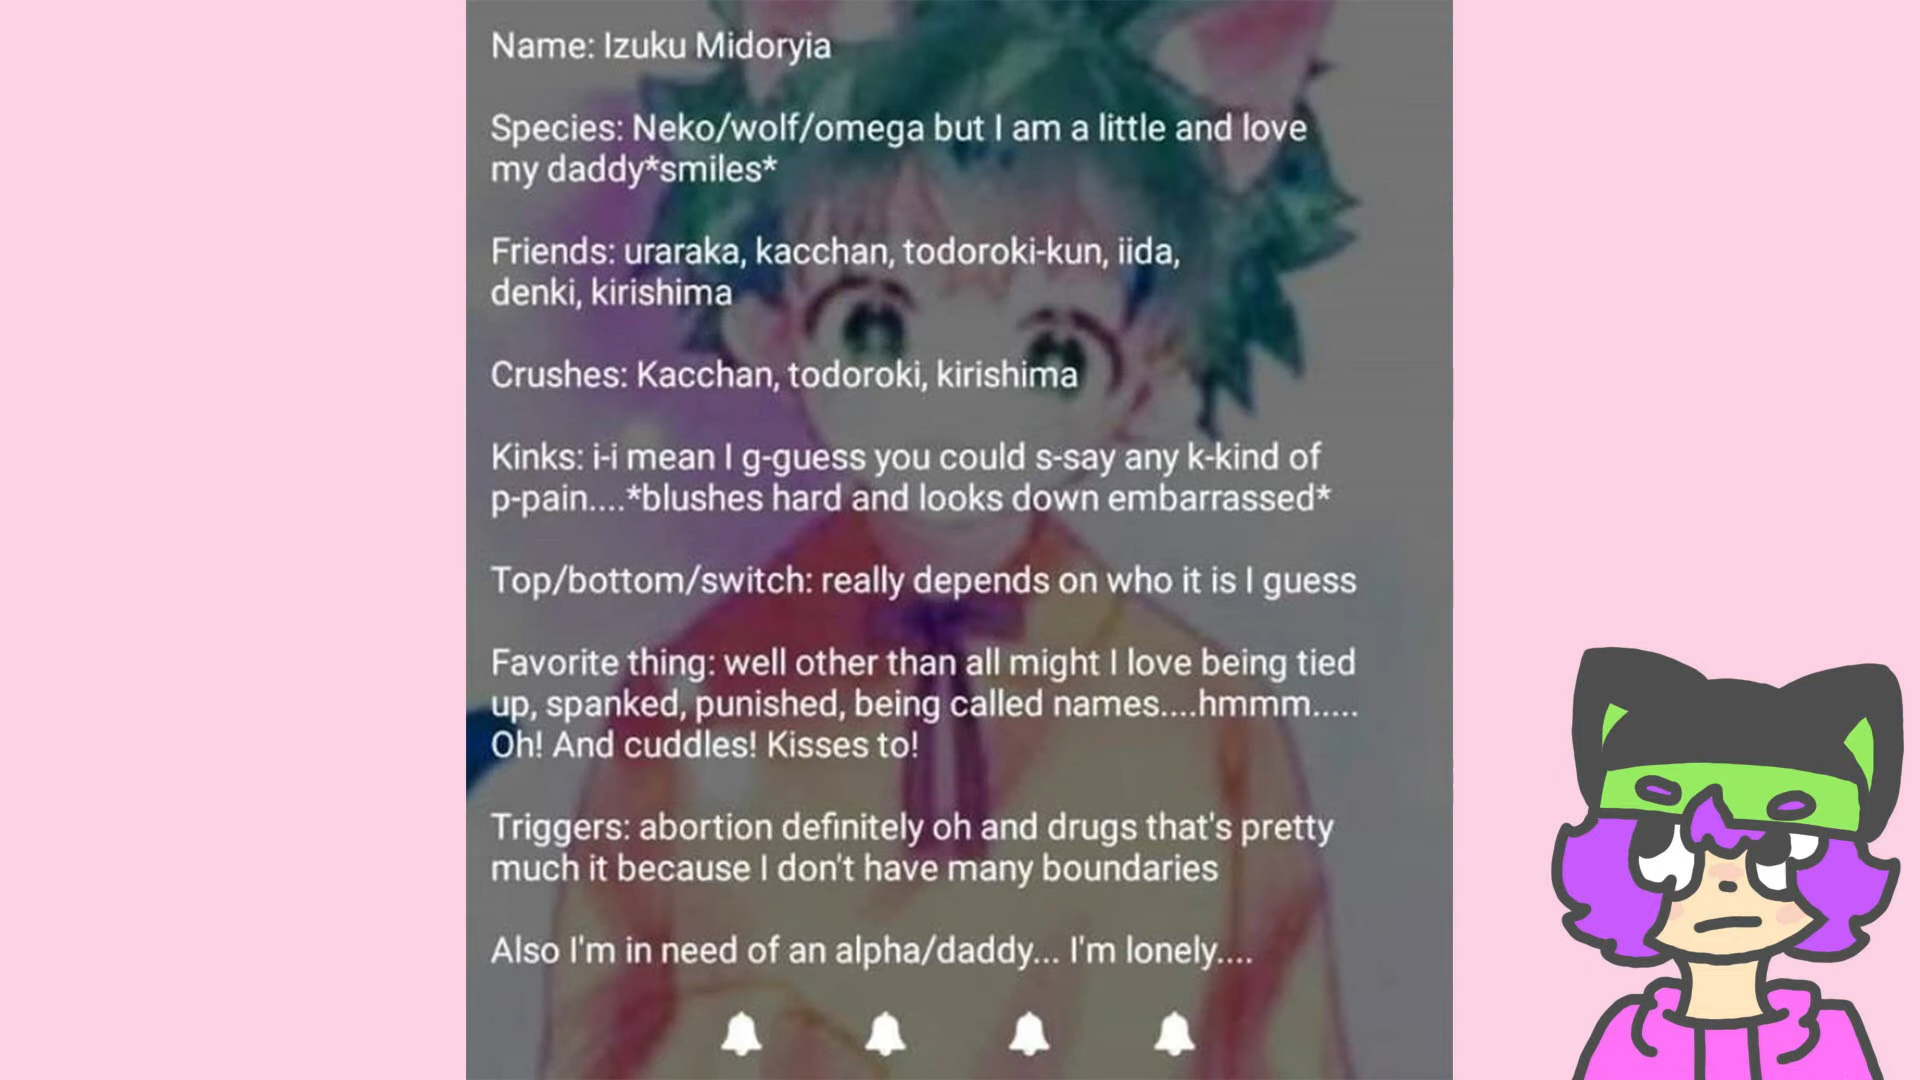 Name: Izuku Midoryia
Species: Neko/wolf/omega but I am a little and love
my daddy*smiles*
Friends: uraraka, kacchan, todoroki-kun, iida,
denki, kirishima
Crushes: Kacchan, todoroki, kirishima
Kinks: i-i mean I g-guess you could s-say any k-kind of
p-pain....*blushes hard and looks down embarrassed*
Top/bottom/switch: really depends on who it is I guess
Favorite thing: well other than all might I love being tied
up, spanked, punished, being called names....hmmm.....
Oh! And cuddles! Kisses to!
Triggers: abortion definitely oh and drugs that's pretty
much it because I don't have many boundaries
Also I'm in need of an alpha/daddy... I'm lonely....